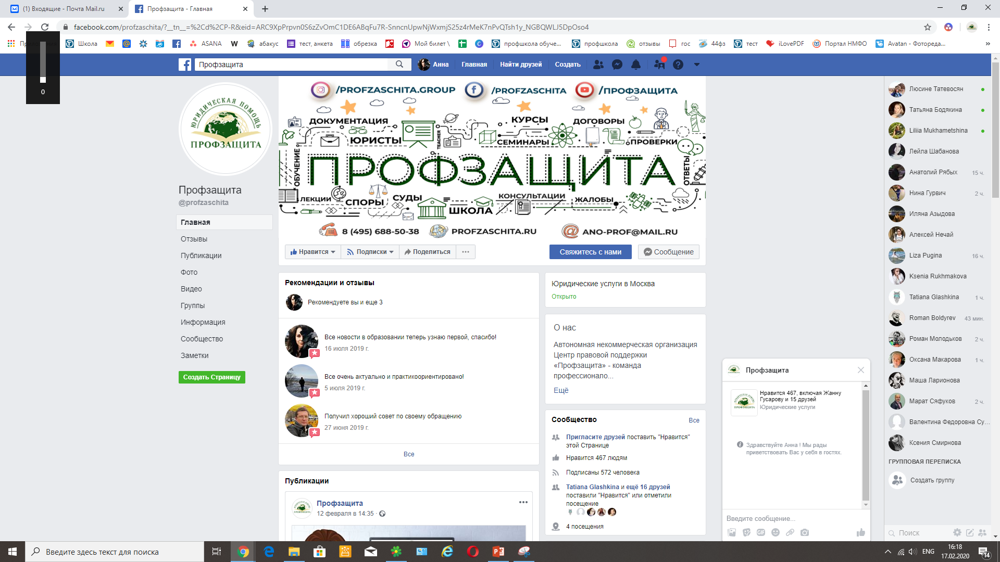 (1) Входящие - Почта Mail.ru
Профзащита - Главная
facebook.com/profzaschita/?__tn__=%2Cd%2CP-R&eid=ARC9XpPrpvn0S6zZvOmC1DE6ABqFu7R-SnncnUpwNjWxmjS25z4rMeK7nPvQTsh1y_NGBQWLJ5DpOso4
Школа
ASANA
абакус
тест, анкета
обрезка
Мой билет \
профшкола обуче...
профшкола
отзывы
гос
44фз
тест
iLovePDF
Портал НМФО
Avatan - Фотореда...
»
0
Профзащита
Анна
Главная
Найти друзей
Создать
ЮРИДИЧЕСКАЯ ПОМОЩЬ
ПРОФЗАЩИТА
Профзащита
@profzaschita
Главная
Отзывы
Публикации
Фото
Видео
Группы
Информация
Сообщество
Заметки
Создать Страницу
/PROFZASCHITA.GROUP
/PROFZASCHITA
/ПРОФЗАЩИТА
ДОКУМЕНТАЦИЯ
КУРСЫ
ДОГОВОРЫ
ЮРИСТЫ
TEACHER
СЕМИНАРЫ
ПРОВЕРКИ
ОБУЧЕНИЕ
ПРОФЗАЩИТА
ОТВЕТЫ
ЛЕКЦИИ
СПОРЫ
СУДЫ
КОНСУЛЬТАЦИИ
ЖАЛОБЫ
ШКОЛА
8 (495) 688-50-38
PROFZASCHITA.RU
ANO-PROF@MAIL.RU
Нравится
Подписки
Поделиться
Свяжитесь с нами
Сообщение
Рекомендации и отзывы
Рекомендуете вы и еще 3
Все новости в образовании теперь узнаю первой, спасибо!
16 июля 2019 г.
Все очень актуально и практикоориентировано!
5 июля 2019 г.
Получил хороший совет по своему обращению
27 июня 2019 г.
Все
Публикации
Профзащита
12 февраля в 14:35 ·
Юридические услуги в Москва
Открыто
О нас
Автономная некоммерческая организация
Центр правовой поддержки
«Профзащита» - команда
профессионало...
Ещё
Сообщество
Все
Пригласите друзей поставить "Нравится"
этой Странице
Нравится 467 людям
Подписаны 572 человека
Tatiana Glashkina и ещё 16 друзей
поставили "Нравится" или отметили
посещение
4 посещения
Профзащита
Нравится 467, включая Жанну
Гусарову и 15 друзей
Юридические услуги
Здравствуйте Анна ! Мы рады
приветствовать Вас у себя в гостях.
Введите сообщение...
GIF
Люсине Татевосян
Татьяна Бодякина
Liliia Mukhametshina
Лейла Шабанова
Анатолий Рябых 15 ч.
Нина Гурвич 2 ч.
Иляна Азыдова
Алексей Нечай
Liza Pugina 16 ч.
Ksenia Rukhmakova
Tatiana Glashkina 1 ч.
Roman Boldyrev 43 мин.
Роман Молодьков 2 ч.
Оксана Макарова 1 ч.
Маша Ларионова
Марат Сяфуков 2 ч.
Валентина Федоровна Су...
Ксения Смирнова
ГРУППОВАЯ ПЕРЕПИСКА
Создать группу
Поиск
Введите здесь текст для поиска
ENG
16:18
17.02.2020
14